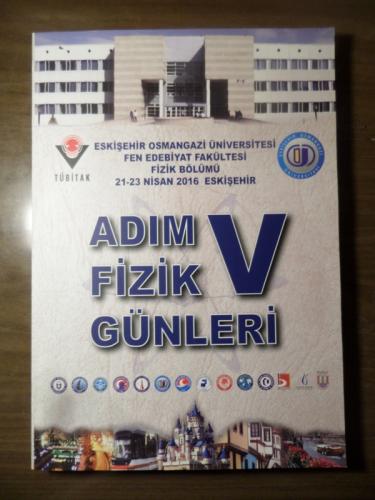 TÜBİTAK
ESKİŞEHİR OSMANGAZİ ÜNİVERSİTESİ
FEN EDEBİYAT FAKÜLTESİ
FİZİK BÖLÜMÜ
21-23 NİSAN 2016 ESKİŞEHİR
ADIM
FİZİK V
GÜNLERİ